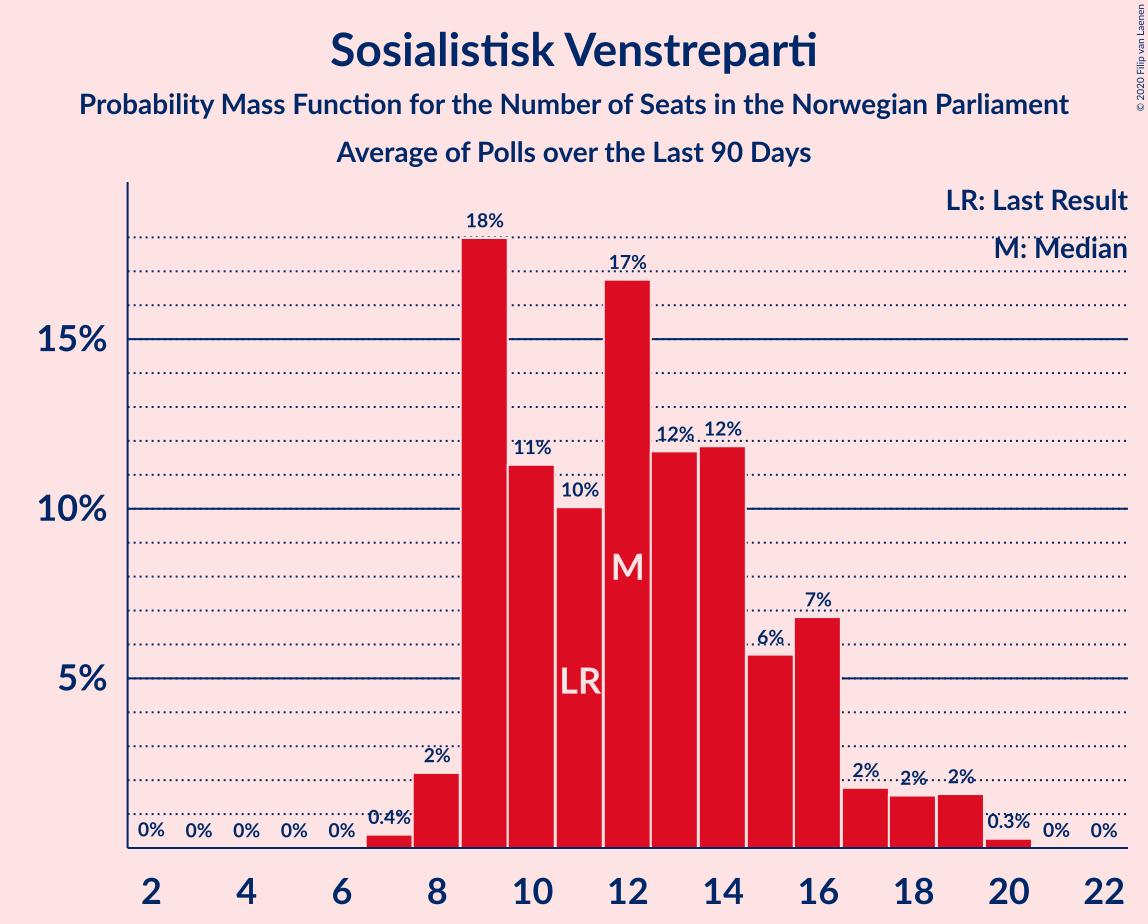 Sosialistisk Venstreparti
Probability Mass Function for the Number of Seats in the Norwegian Parliament
Average of Polls over the Last 90 Days
© 2020 Filip van Laenen
LR: Last Result
M: Median
18%
17%
15%
12% 12%
11%
10%
10%
M
7%
6%
LR
5%
2%
2% 2% 2%
0% 0% 0% 0% 0% 0.4% 0.3% 0% 0%
2 4 6 8 10 12 14 16 18 20 22